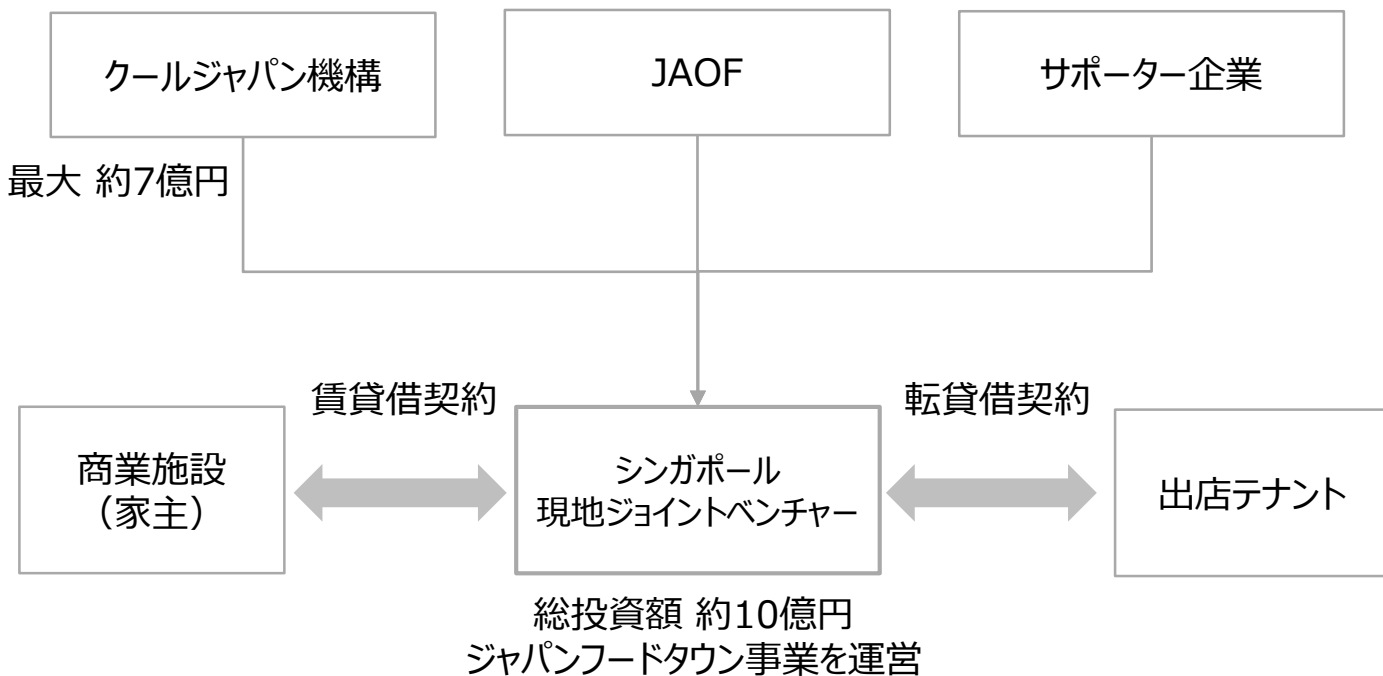 クールジャパン機構
JAOF
サポーター企業
最大 約7億円
賃貸借契約
転貸借契約
商業施設
（家主）
シンガポール
現地ジョイントベンチャー
出店テナント
総投資額 約10億円
ジャパンフードタウン事業を運営